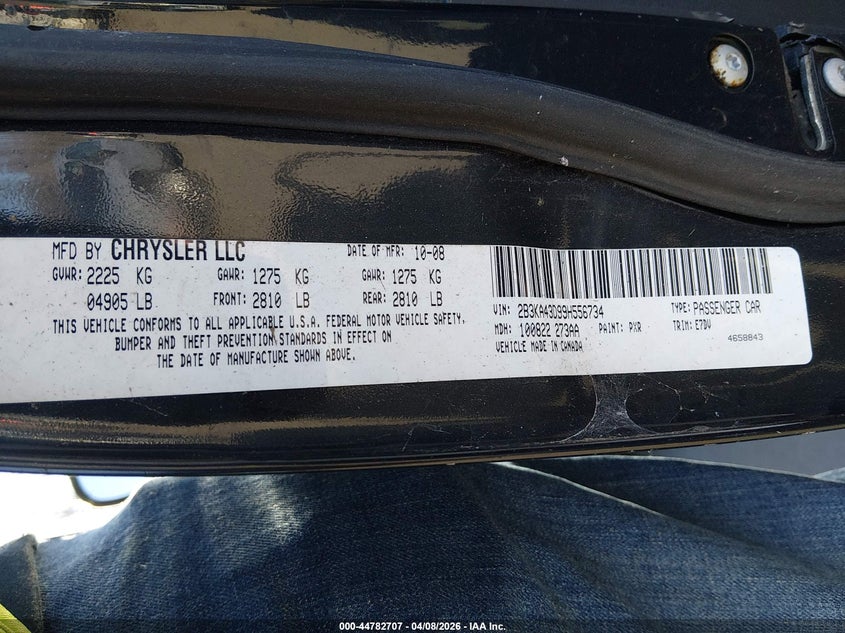 MFD BY CHRYSLER LLC DATE OF MFR: 10-08
GVWR: 2225 KG GAWR: 1275 KG GAWR: 1275 KG
04905 LB FRONT: 2810 LB REAR: 2810 LB
THIS VEHICLE CONFORMS TO ALL APPLICABLE U.S.A. FEDERAL MOTOR VEHICLE SAFETY,
BUMPER AND THEFT PREVENTION STANDARDS IN EFFECT ON
THE DATE OF MANUFACTURE SHOWN ABOVE.
VIN: 2B3KA43D99H556734 TYPE: PASSENGER CAR
MDH: 100822 273AA PAINT: PXR TRIM: E7DV
VEHICLE MADE IN CANADA 4658843
000-44782707 04/08/2026 - IAA Inc.